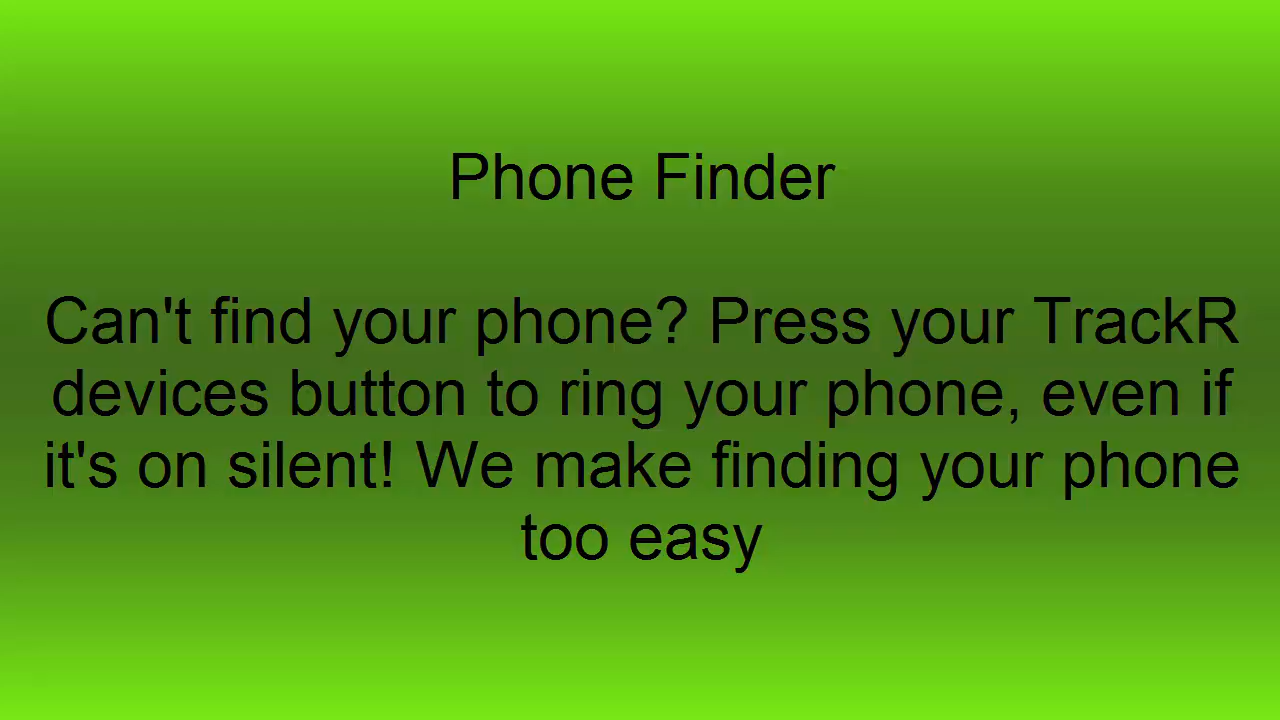 Phone Finder
Can't find your phone? Press your TrackR
devices button to ring your phone, even if
it's on silent! We make finding your phone
too easy